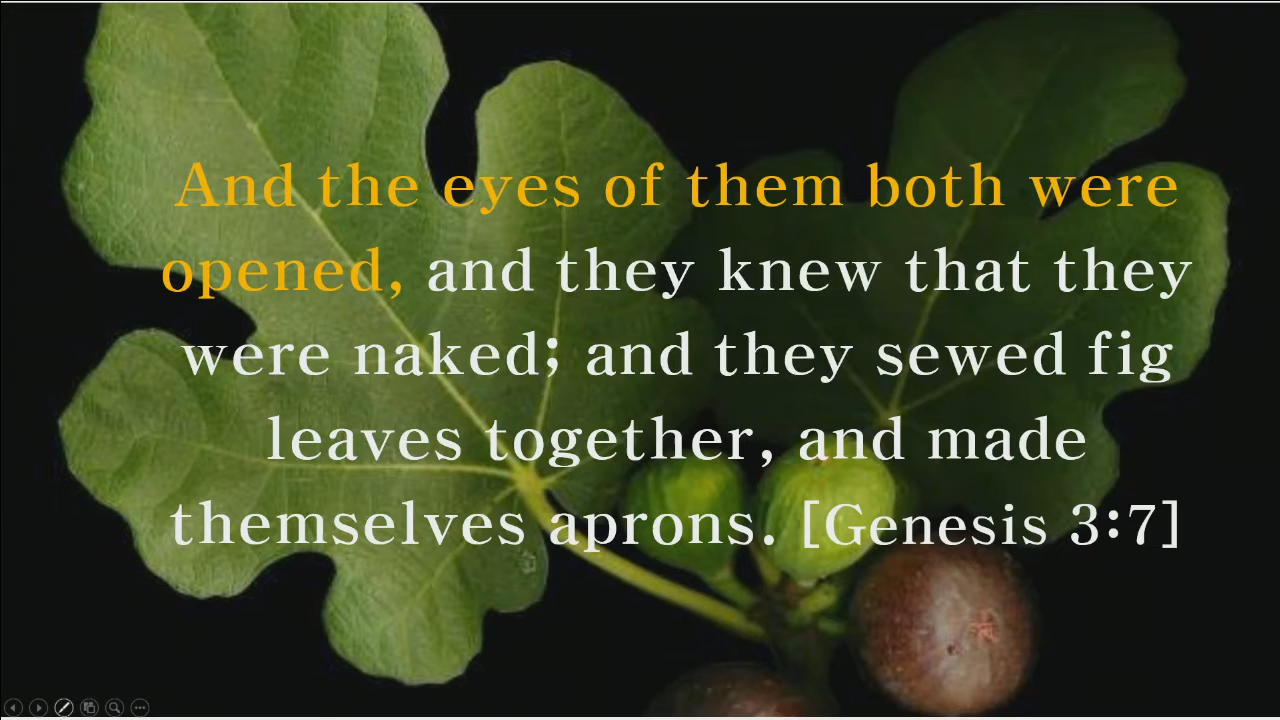 And the eyes of them both were
opened, and they knew that they
were naked; and they sewed fig
leaves together, and made
themselves aprons. [Genesis 3:7]